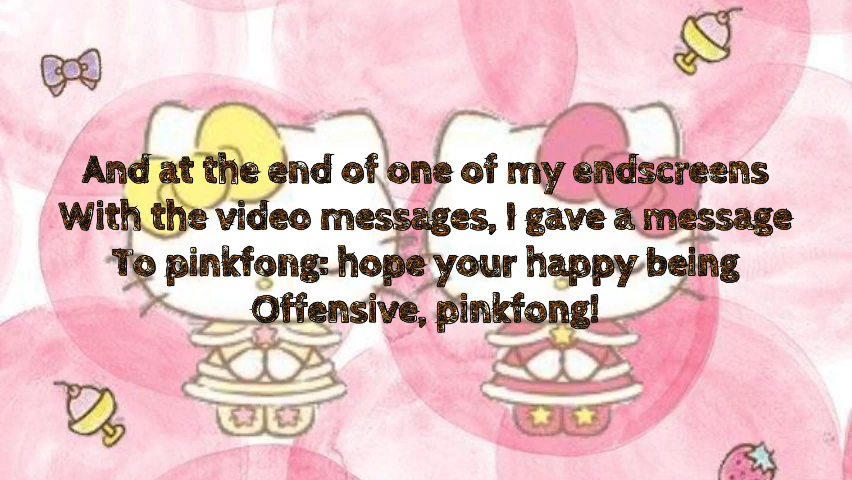 And at the end of one of my endscreens
With the video messages, I gave a message
To pinkfong: hope your happy being
Offensive, pinkfong!